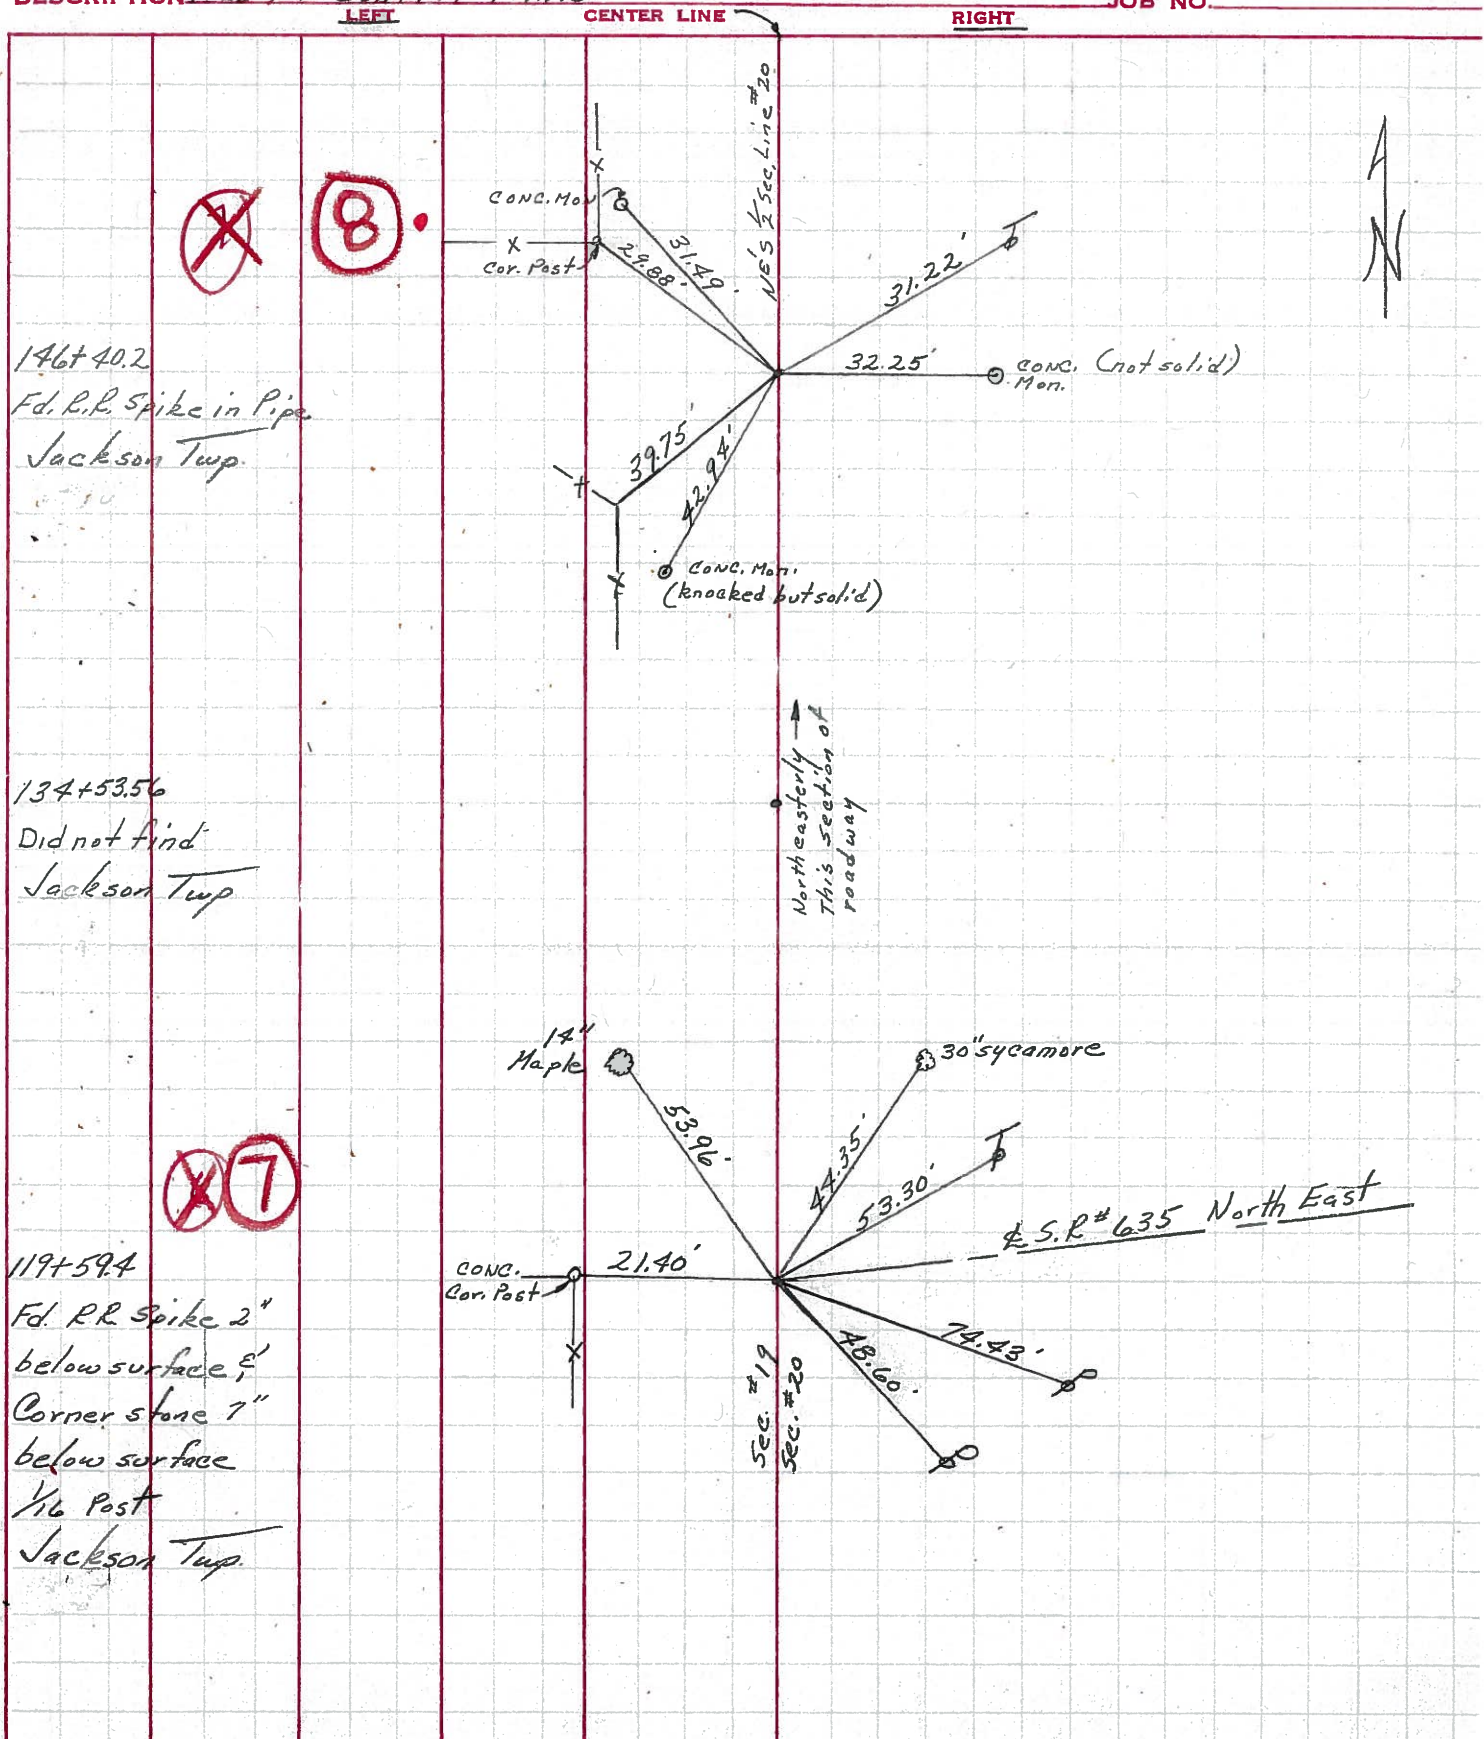 LEFT
CENTER LINE
RIGHT
JOB NO.
NE'S 1/2 Sec. Line #20
8
CONC. Mon
Cor. Post
31.49'
29.88'
31.22'
N
146+40.2
Fd. R.R. Spike in Pipe
Jackson Twp.
32.25'
CONC. (not solid)
Mon.
39.75'
42.94'
CONC. Mon.
(knocked but solid)
134+53.56
Did not find
Jackson Twp
Northeasterly →
This section of
roadway
14"
Maple
30" sycamore
53.96'
44.35'
53.30'
7
℄ S.R #635 North East
119+59.4
Fd. RR Spike 2"
below surface &
Corner stone 7"
below surface
1/16 Post
Jackson Twp.
CONC.
Cor. Post
21.40'
74.43'
48.60'
Sec. #19
Sec. #20